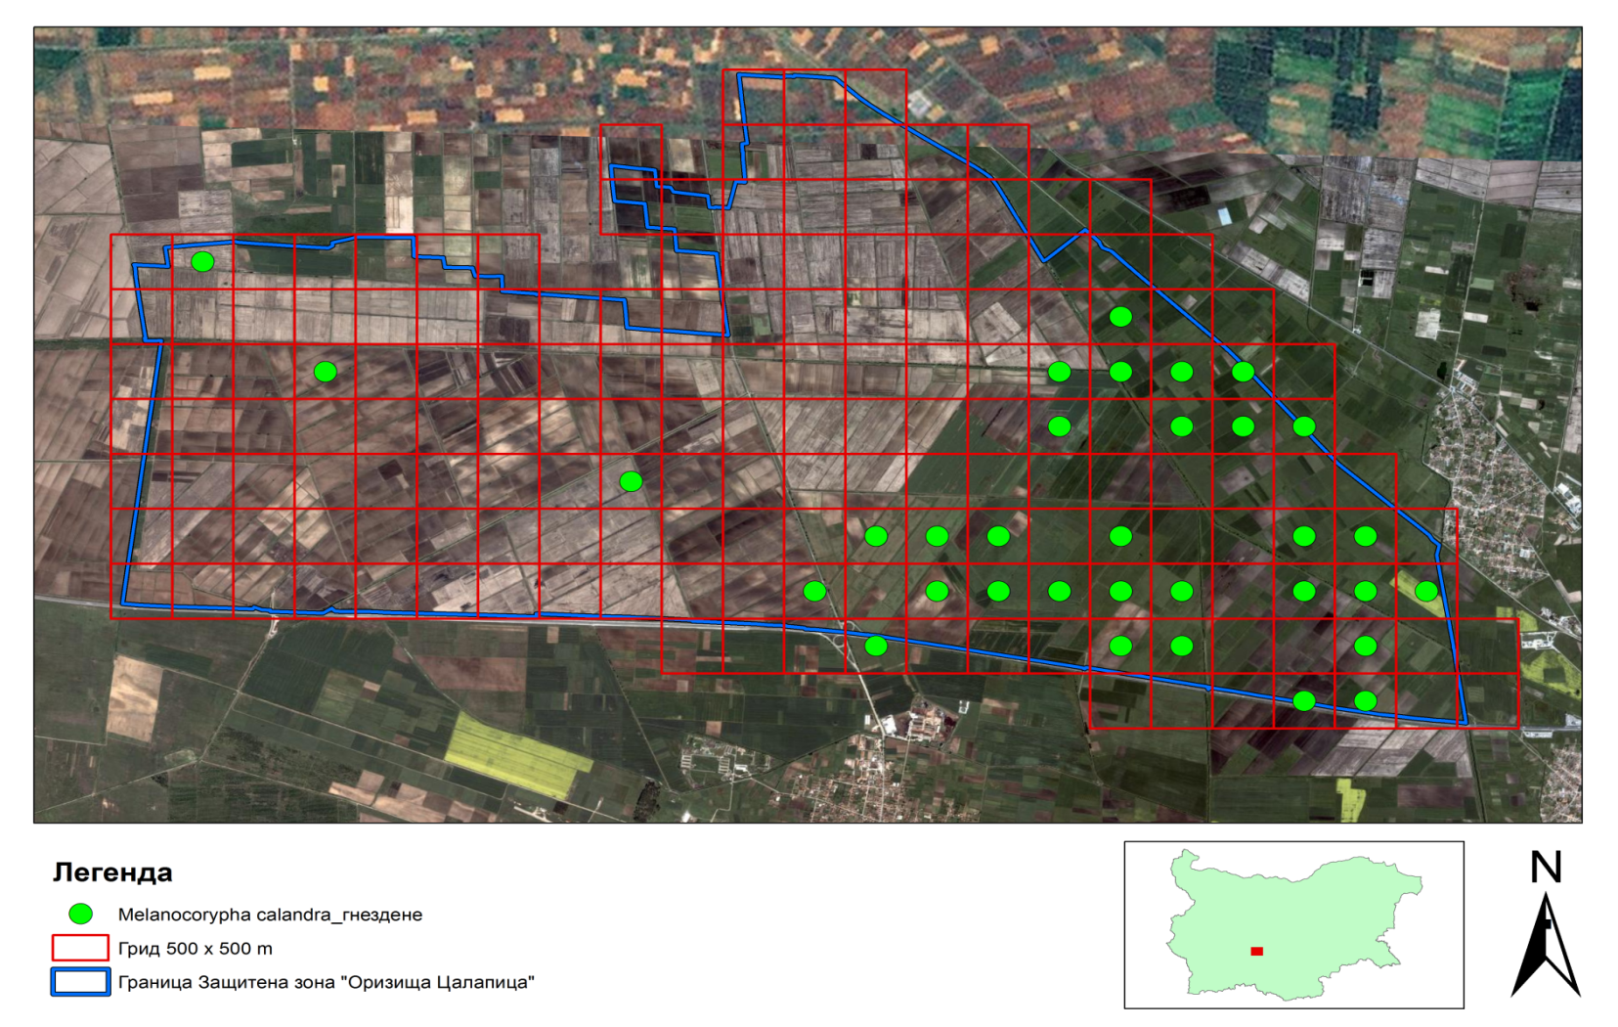 Легенда
Melanocorypha calandra_гнездене
Грид 500 x 500 m
Граница Защитена зона "Оризища Цалапица"
N